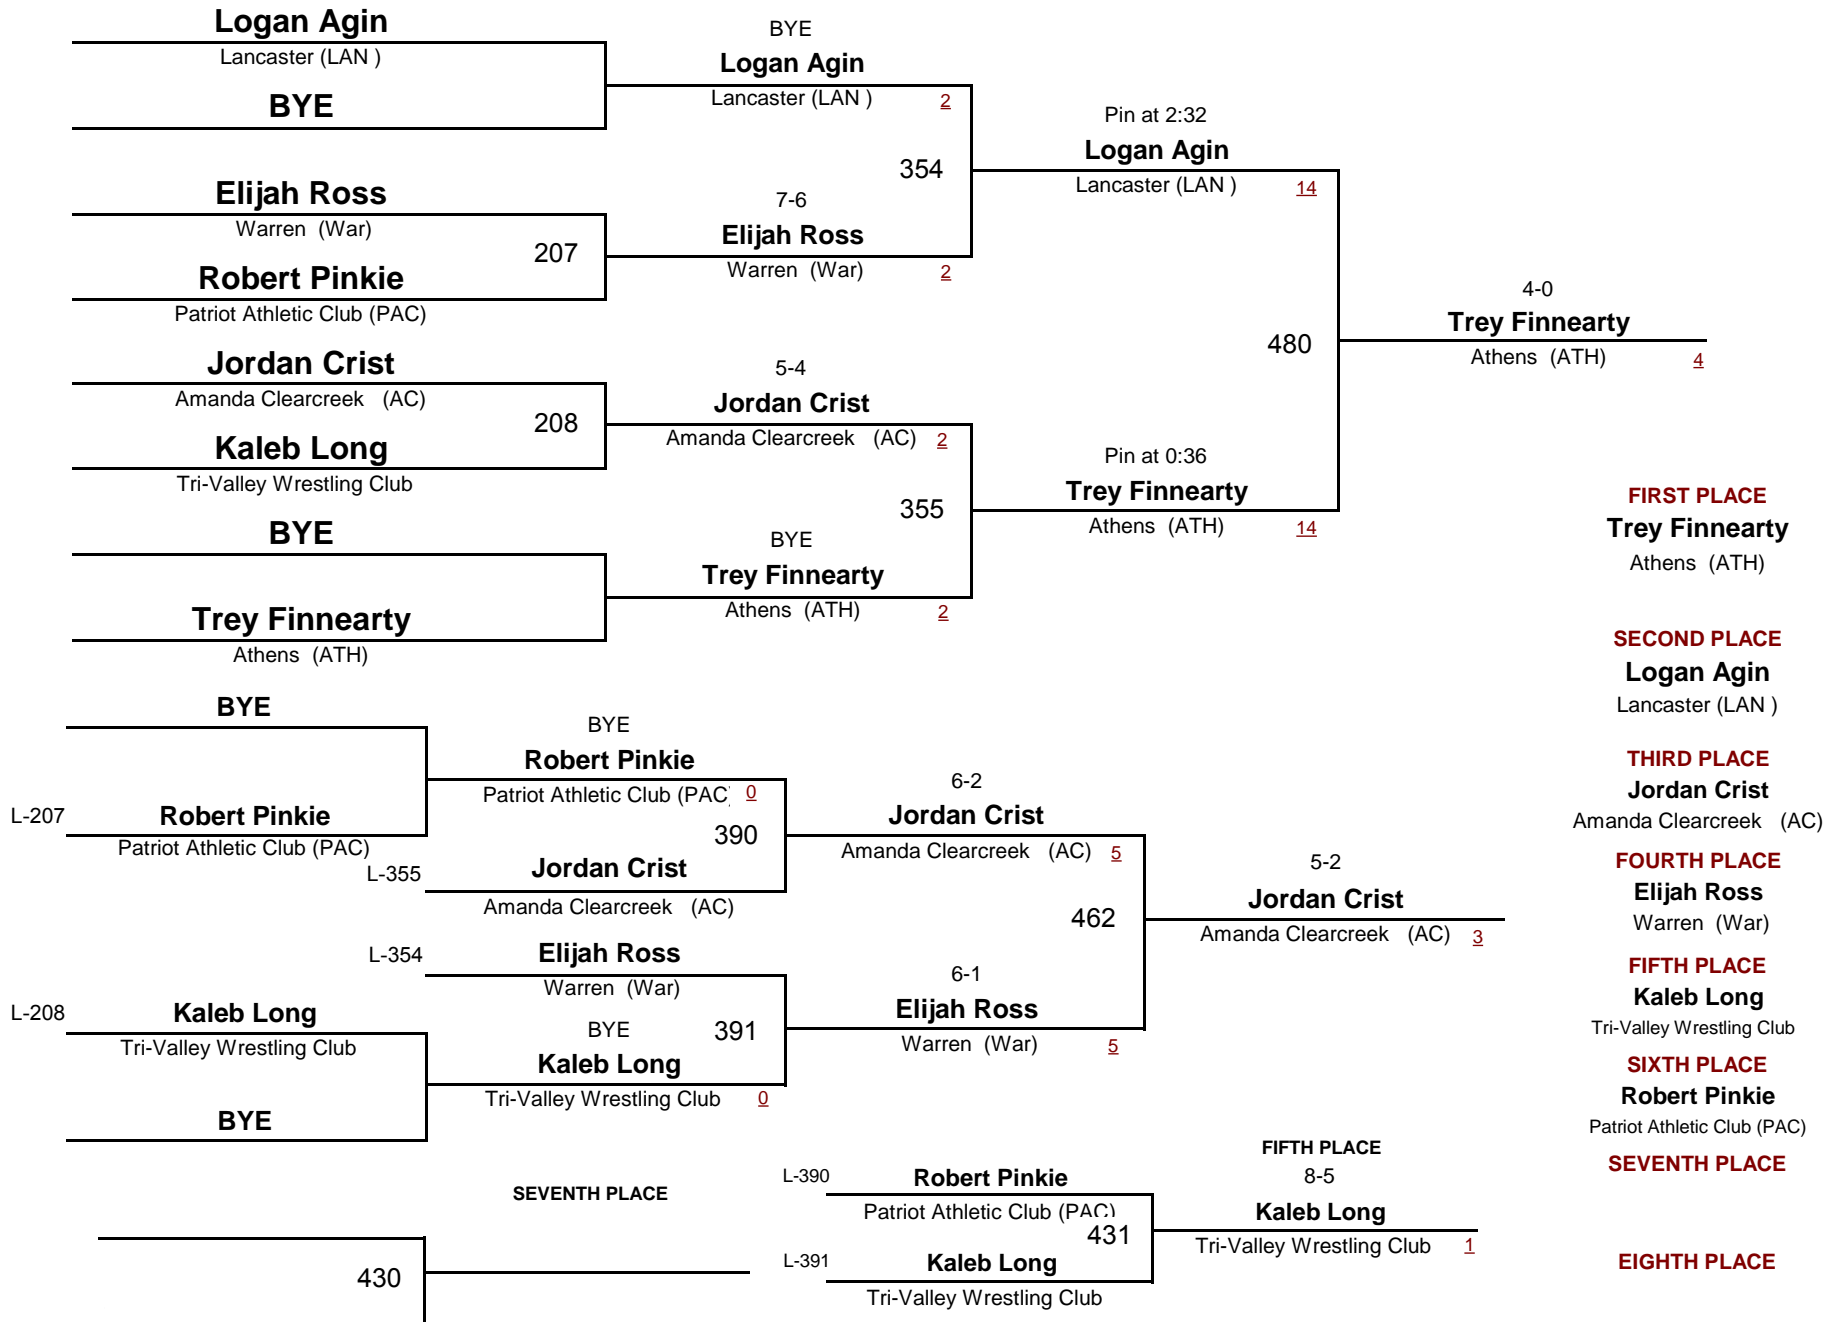 Logan Agin
Lancaster (LAN )
BYE
Elijah Ross
Warren (War)
207
Robert Pinkie
Patriot Athletic Club (PAC)
Jordan Crist
Amanda Clearcreek (AC)
208
Kaleb Long
Tri-Valley Wrestling Club
BYE
Trey Finnearty
Athens (ATH)
BYE
Logan Agin
Lancaster (LAN ) 2
354
7-6
Elijah Ross
Warren (War) 2
5-4
Jordan Crist
Amanda Clearcreek (AC) 2
355
BYE
Trey Finnearty
Athens (ATH) 2
Pin at 2:32
Logan Agin
Lancaster (LAN ) 14
480
Pin at 0:36
Trey Finnearty
Athens (ATH) 14
4-0
Trey Finnearty
Athens (ATH) 4
FIRST PLACE
Trey Finnearty
Athens (ATH)
SECOND PLACE
Logan Agin
Lancaster (LAN )
THIRD PLACE
Jordan Crist
Amanda Clearcreek (AC)
FOURTH PLACE
Elijah Ross
Warren (War)
FIFTH PLACE
Kaleb Long
Tri-Valley Wrestling Club
SIXTH PLACE
Robert Pinkie
Patriot Athletic Club (PAC)
SEVENTH PLACE
EIGHTH PLACE
BYE
L-207 Robert Pinkie
Patriot Athletic Club (PAC)
BYE
Robert Pinkie
Patriot Athletic Club (PAC) 0
390
L-355 Jordan Crist
Amanda Clearcreek (AC)
L-354 Elijah Ross
Warren (War)
L-208 Kaleb Long
Tri-Valley Wrestling Club
BYE
BYE 391
Kaleb Long
Tri-Valley Wrestling Club 0
6-2
Jordan Crist
Amanda Clearcreek (AC) 5
462
6-1
Elijah Ross
Warren (War) 5
5-2
Jordan Crist
Amanda Clearcreek (AC) 3
SEVENTH PLACE
430
L-390 Robert Pinkie
Patriot Athletic Club (PAC)
431
L-391 Kaleb Long
Tri-Valley Wrestling Club
FIFTH PLACE
8-5
Kaleb Long
Tri-Valley Wrestling Club 1